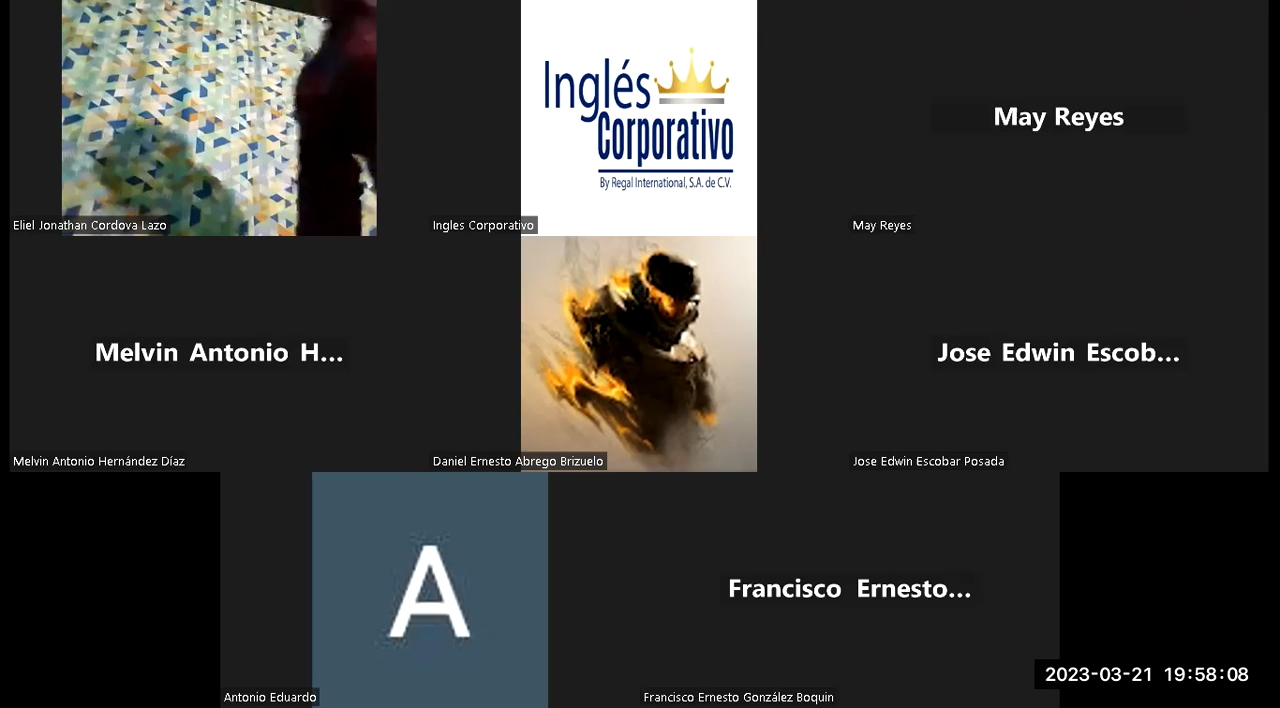 Inglés
Corporativo
By Regal International, S.A. de C.V.
May Reyes
Eliel Jonathan Cordova Lazo
Ingles Corporativo
May Reyes
Melvin Antonio H...
Jose Edwin Escob...
Melvin Antonio Hernández Díaz
Daniel Ernesto Abrego Brizuelo
Jose Edwin Escobar Posada
A
Francisco Ernesto...
Antonio Eduardo
Francisco Ernesto González Boquin
2023-03-21 19:58:08